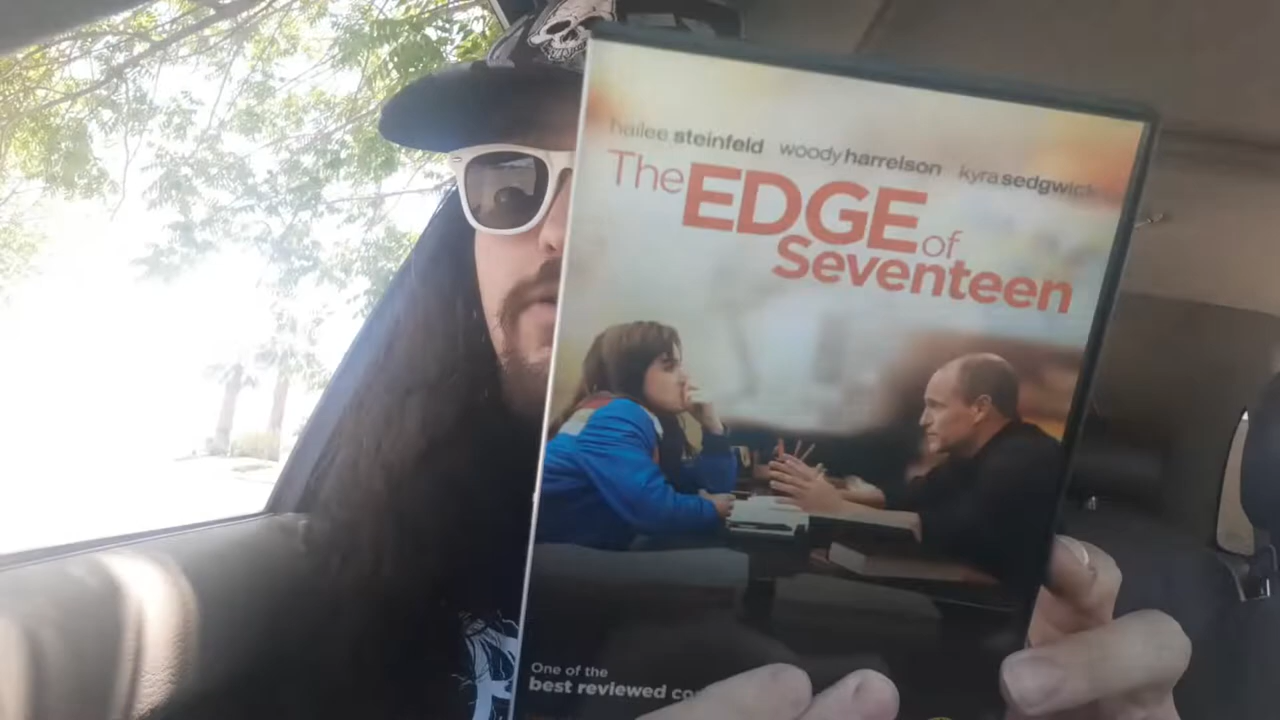 hailee steinfeld woody harrelson kyra sedgwick
The EDGE of
Seventeen
One of the
best reviewed